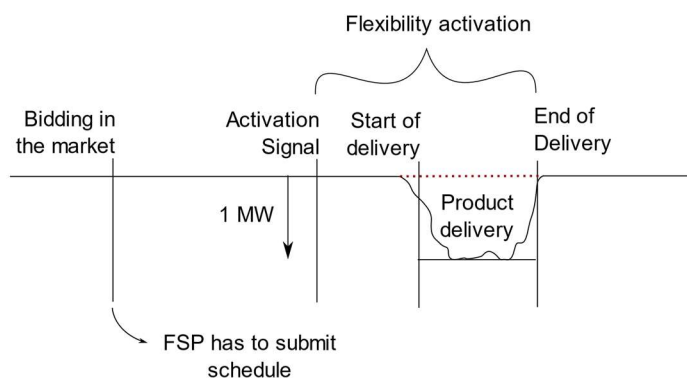 Flexibility activation
Bidding in
the market
Activation
Signal
Start of
delivery
End of
Delivery
1 MW
Product
delivery
FSP has to submit
schedule